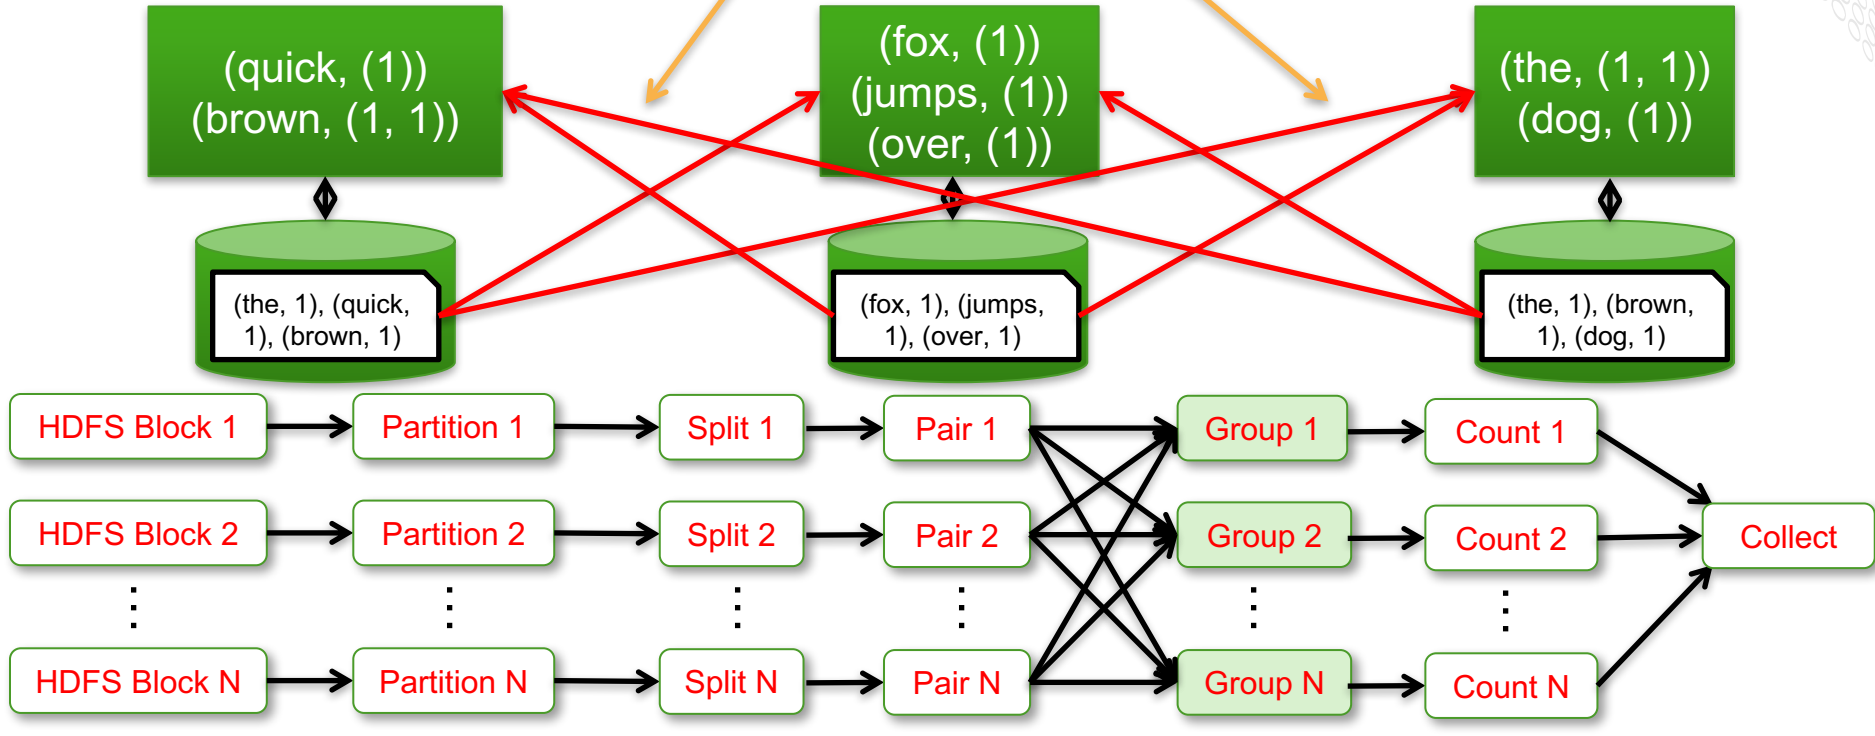 (quick, (1))
(brown, (1, 1))
(fox, (1))
(jumps, (1))
(over, (1))
(the, (1, 1))
(dog, (1))
(the, 1), (quick,
1), (brown, 1)
(fox, 1), (jumps,
1), (over, 1)
(the, 1), (brown,
1), (dog, 1)
HDFS Block 1
Partition 1
Split 1
Pair 1
Group 1
Count 1
HDFS Block 2
Partition 2
Split 2
Pair 2
Group 2
Count 2
Collect
HDFS Block N
Partition N
Split N
Pair N
Group N
Count N